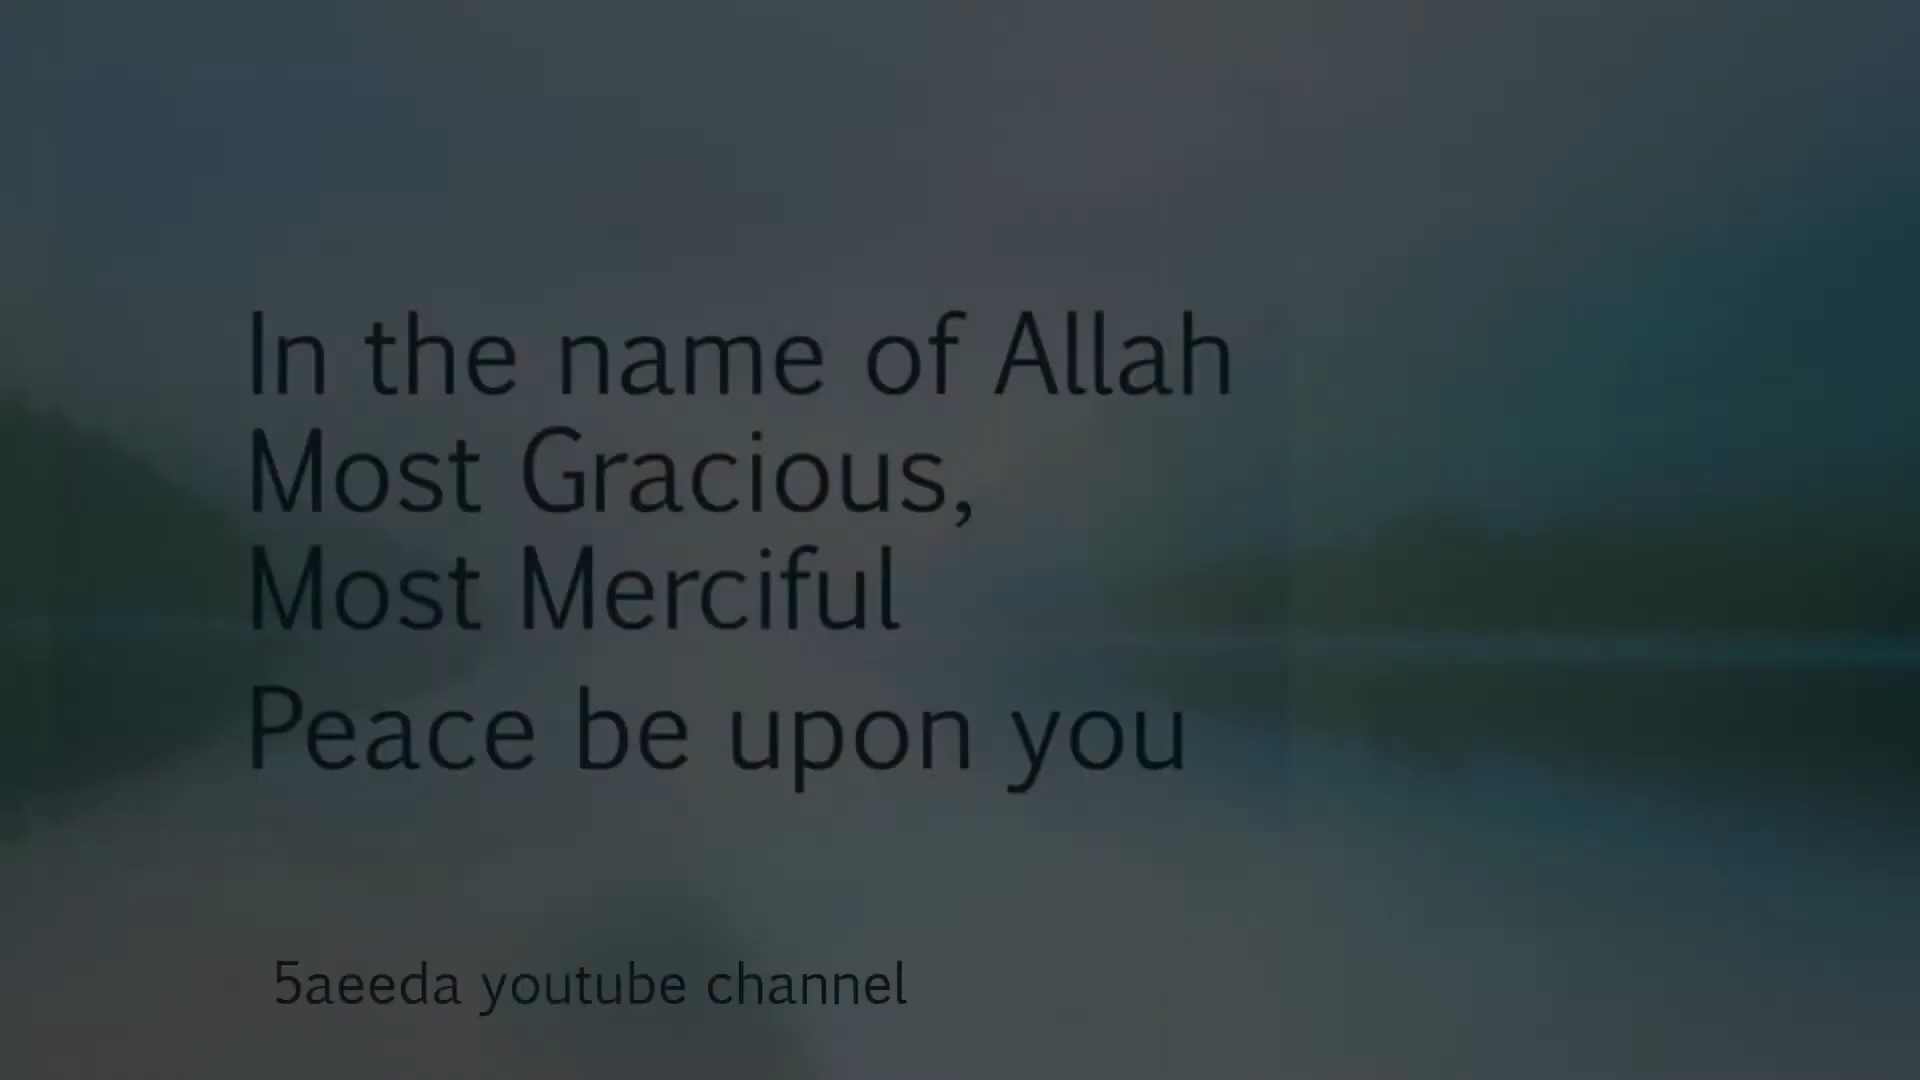 In the name of Allah
Most Gracious,
Most Merciful
Peace be upon you
5aeeda youtube channel